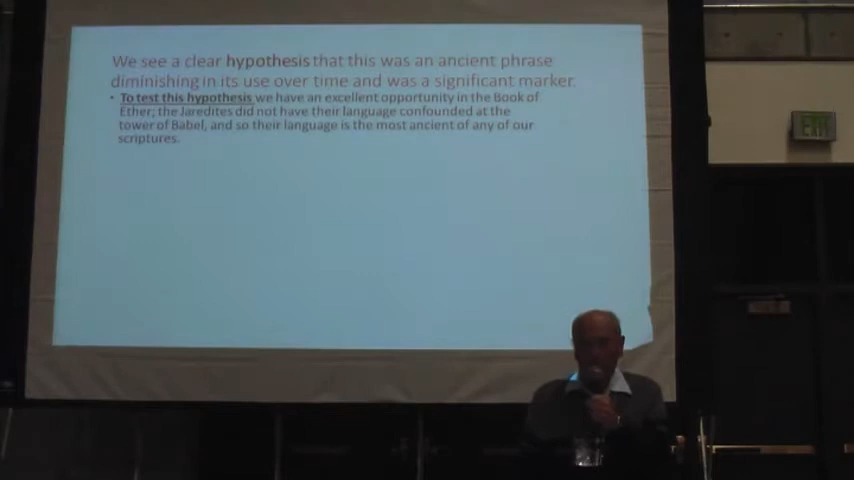 We see a clear hypothesis that this was an ancient phrase
diminishing in its use over time and was a significant marker.
• To test this hypothesis we have an excellent opportunity in the Book of
Ether; the Jaredites did not have their language confounded at the
tower of Babel, and so their language is the most ancient of any of our
scriptures.
EXIT